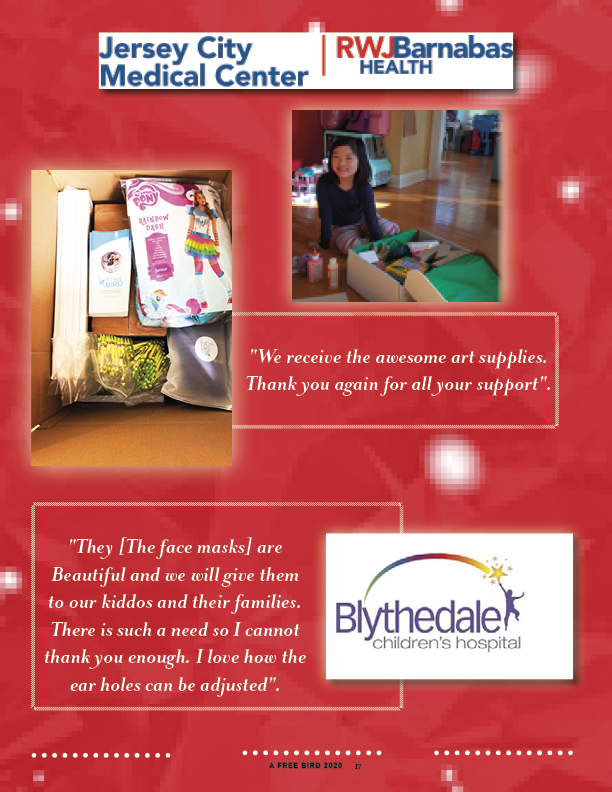 Jersey City
Medical Center
RWJBarnabas
HEALTH
PONY
RAINBOW
DASH
A FREE
BIRD
"We receive the awesome art supplies.
Thank you again for all your support".
"They [The face masks] are
Beautiful and we will give them
to our kiddos and their families.
There is such a need so I cannot
thank you enough. I love how the
ear holes can be adjusted".
Blythedale
children's hospital
A FREE BIRD 2020 17